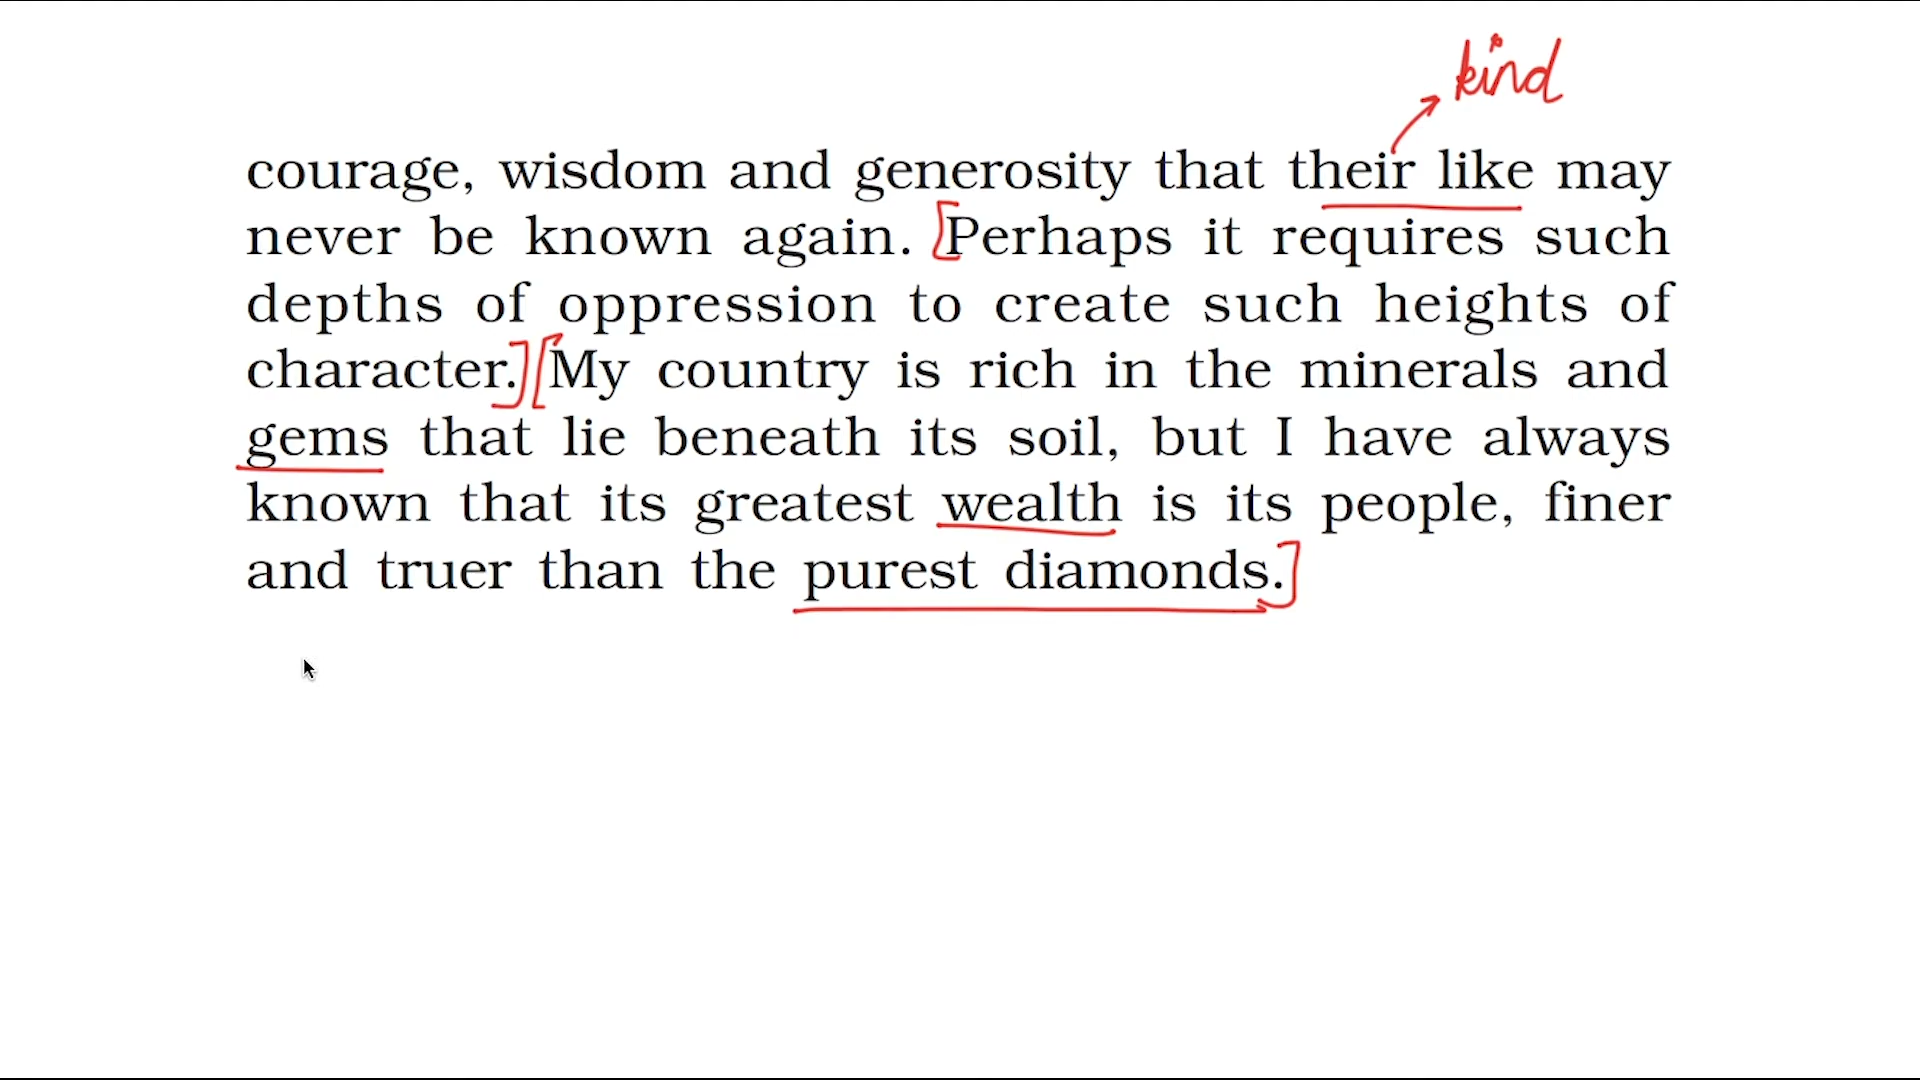 kind
courage, wisdom and generosity that their like may
never be known again. [Perhaps it requires such
depths of oppression to create such heights of
character.] [My country is rich in the minerals and
gems that lie beneath its soil, but I have always
known that its greatest wealth is its people, finer
and truer than the purest diamonds.]